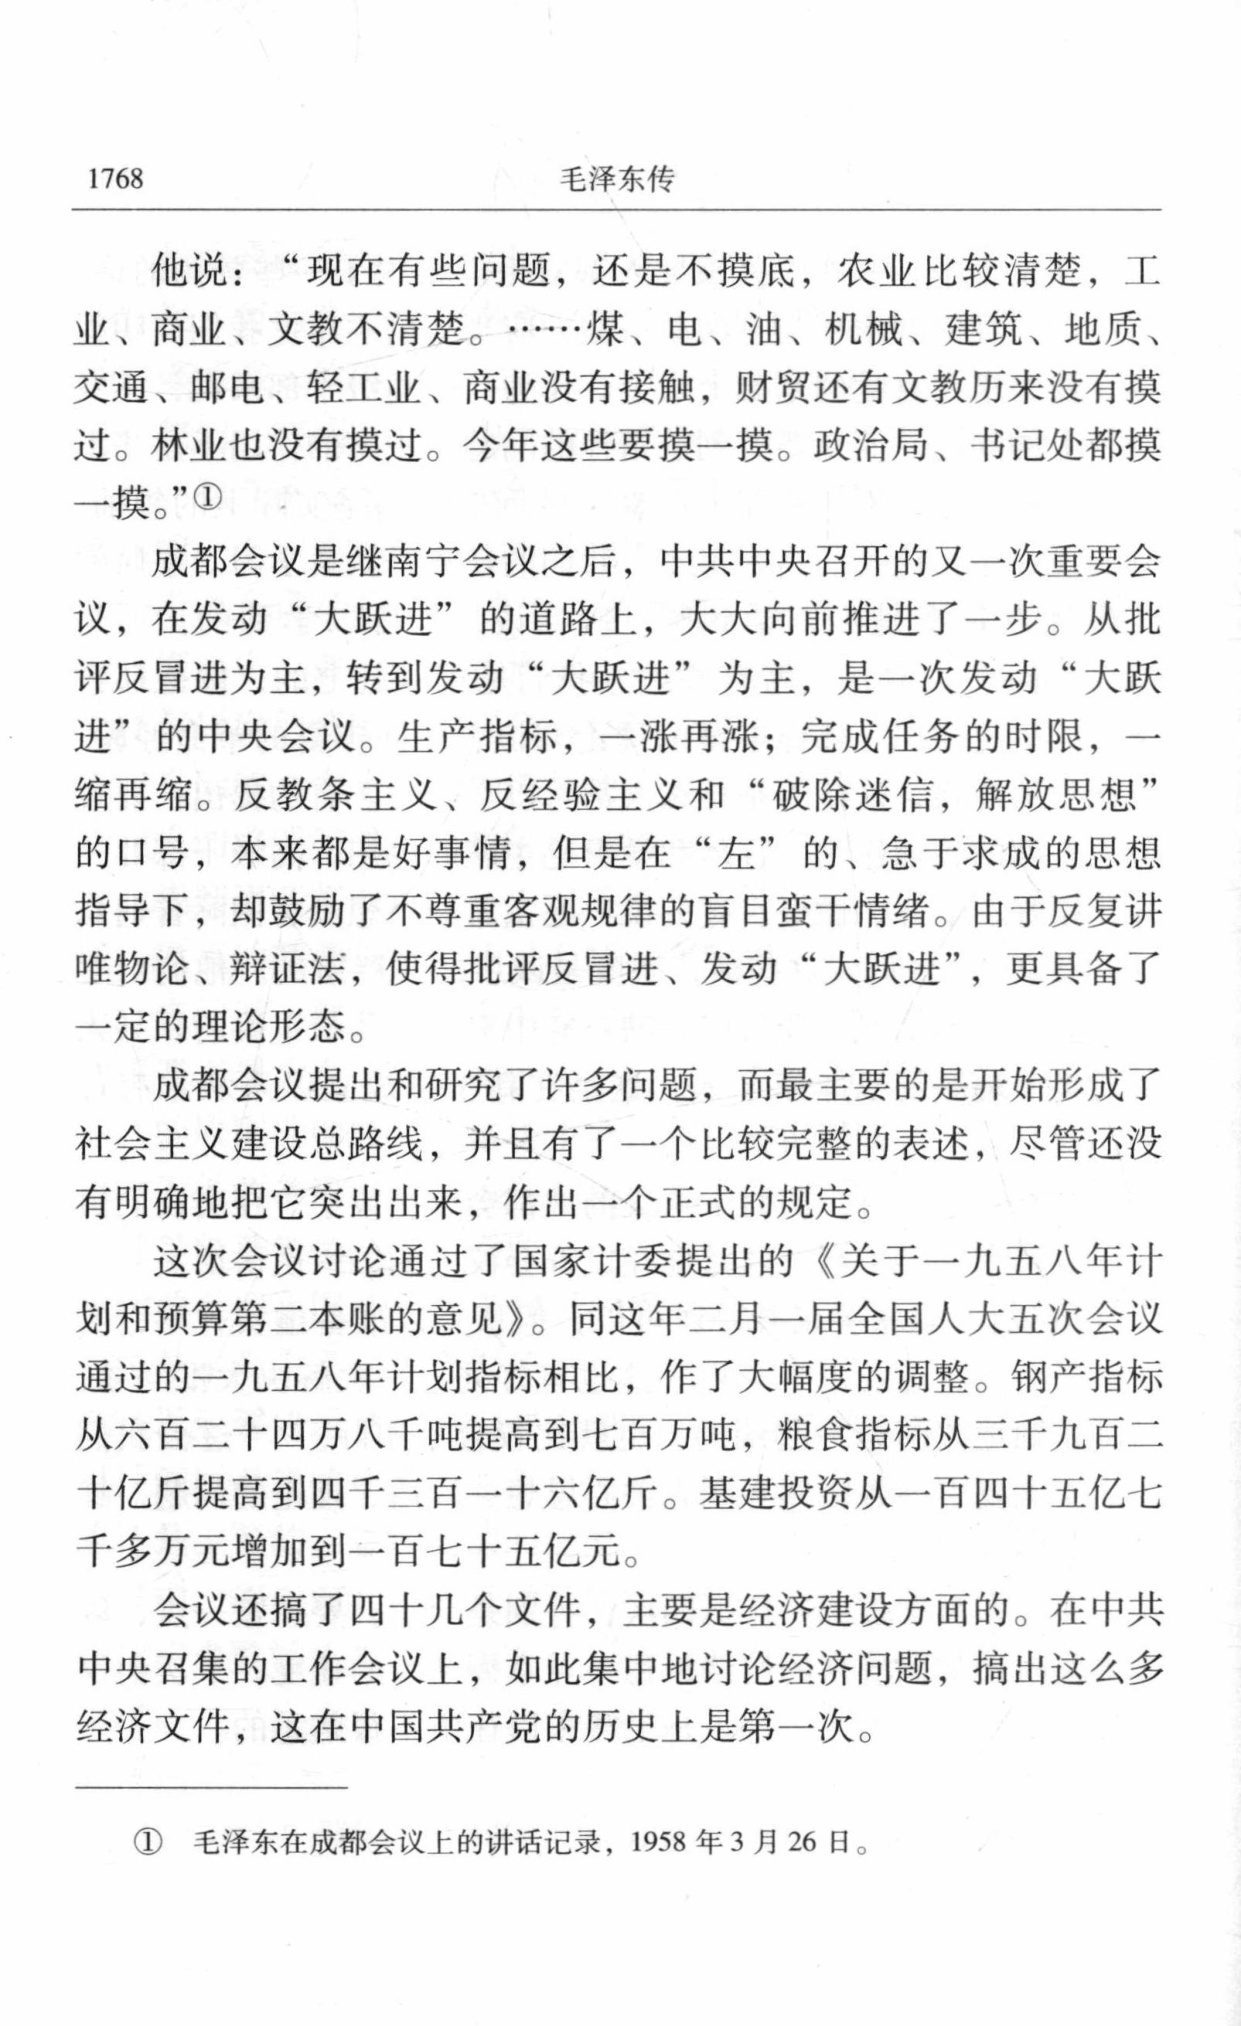 1768
毛泽东传
他说：“现在有些问题，还是不摸底，农业比较清楚，工
业、商业、文教不清楚。……煤、电、油、机械、建筑、地质、
交通、邮电、轻工业、商业没有接触，财贸还有文教历来没有摸
过。林业也没有摸过。今年这些要摸一摸。政治局、书记处都摸
一摸。”①
成都会议是继南宁会议之后，中共中央召开的又一次重要会
议，在发动“大跃进”的道路上，大大向前推进了一步。从批
评反冒进为主，转到发动“大跃进”为主，是一次发动“大跃
进”的中央会议。生产指标，一涨再涨；完成任务的时限，一
缩再缩。反教条主义、反经验主义和“破除迷信，解放思想”
的口号，本来都是好事情，但是在“左”的、急于求成的思想
指导下，却鼓励了不尊重客观规律的盲目蛮干情绪。由于反复讲
唯物论、辩证法，使得批评反冒进、发动“大跃进”，更具备了
一定的理论形态。
成都会议提出和研究了许多问题，而最主要的是开始形成了
社会主义建设总路线，并且有了一个比较完整的表述，尽管还没
有明确地把它突出出来，作出一个正式的规定。
这次会议讨论通过了国家计委提出的《关于一九五八年计
划和预算第二本账的意见》。同这年二月一届全国人大五次会议
通过的一九五八年计划指标相比，作了大幅度的调整。钢产指标
从六百二十四万八千吨提高到七百万吨，粮食指标从三千九百二
十亿斤提高到四千三百一十六亿斤。基建投资从一百四十五亿七
千多万元增加到一百七十五亿元。
会议还搞了四十几个文件，主要是经济建设方面的。在中共
中央召集的工作会议上，如此集中地讨论经济问题，搞出这么多
经济文件，这在中国共产党的历史上是第一次。
① 毛泽东在成都会议上的讲话记录，1958 年 3 月 26 日。